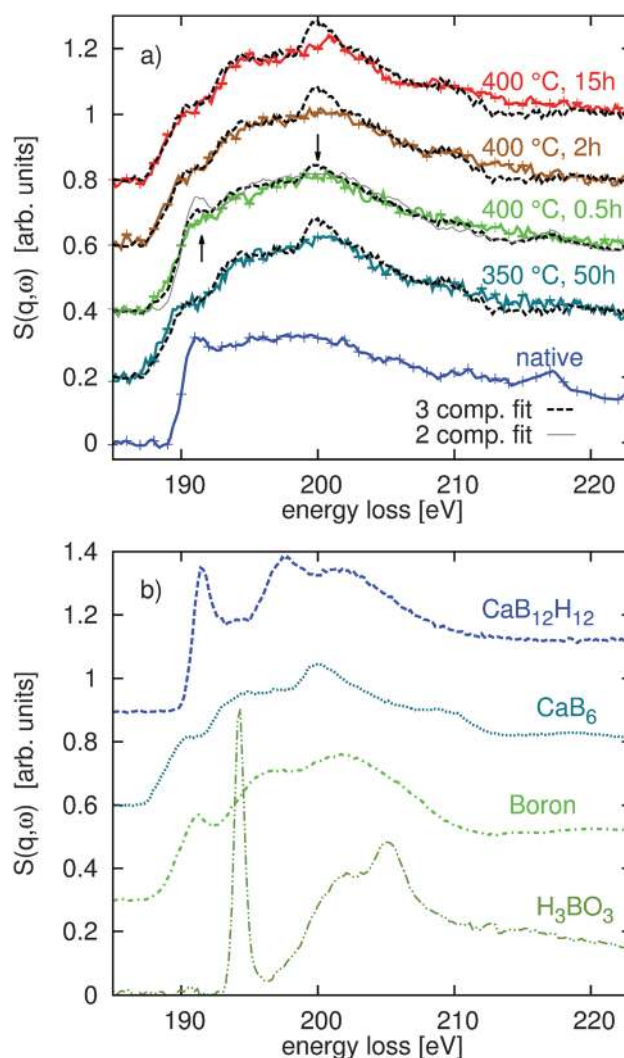 a)
1.2
1
0.8
0.6
0.4
0.2
0
S(q,ω) [arb. units]
400 °C, 15h
400 °C, 2h
400 °C, 0.5h
350 °C, 50h
native
3 comp. fit
2 comp. fit
190 200 210 220
energy loss [eV]
b)
1.4
1.2
1
0.8
0.6
0.4
0.2
0
S(q,ω) [arb. units]
CaB₁₂H₁₂
CaB₆
Boron
H₃BO₃
190 200 210 220
energy loss [eV]